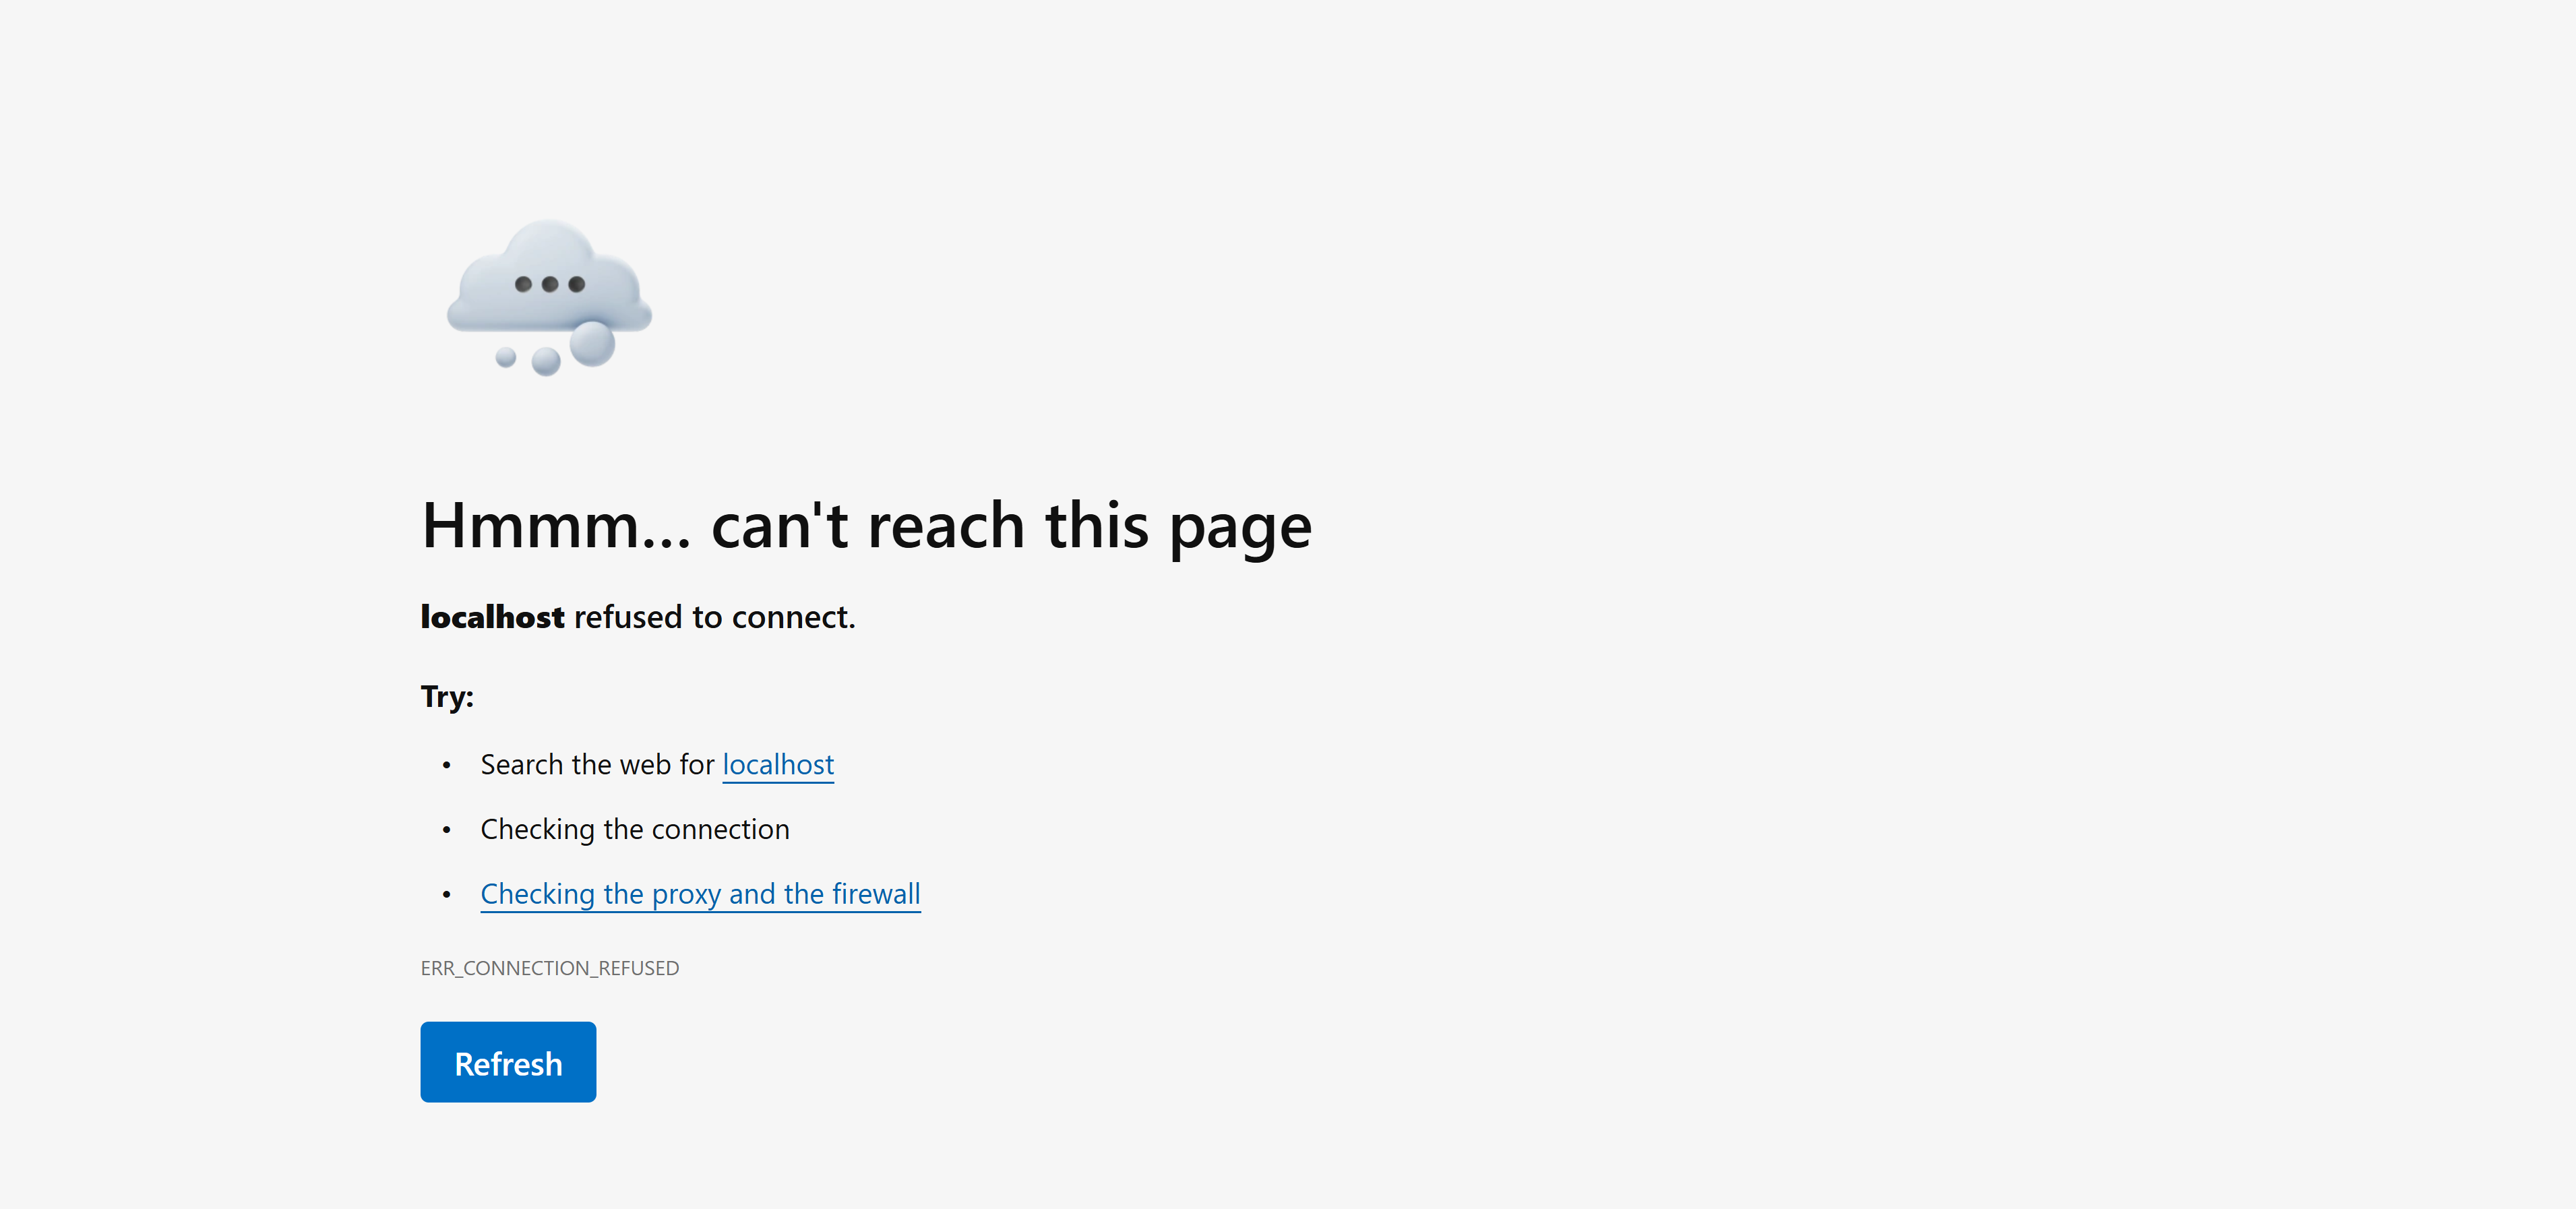 Hmmm... can't reach this page
localhost refused to connect.
Try:
• Search the web for localhost
• Checking the connection
• Checking the proxy and the firewall
ERR_CONNECTION_REFUSED
Refresh